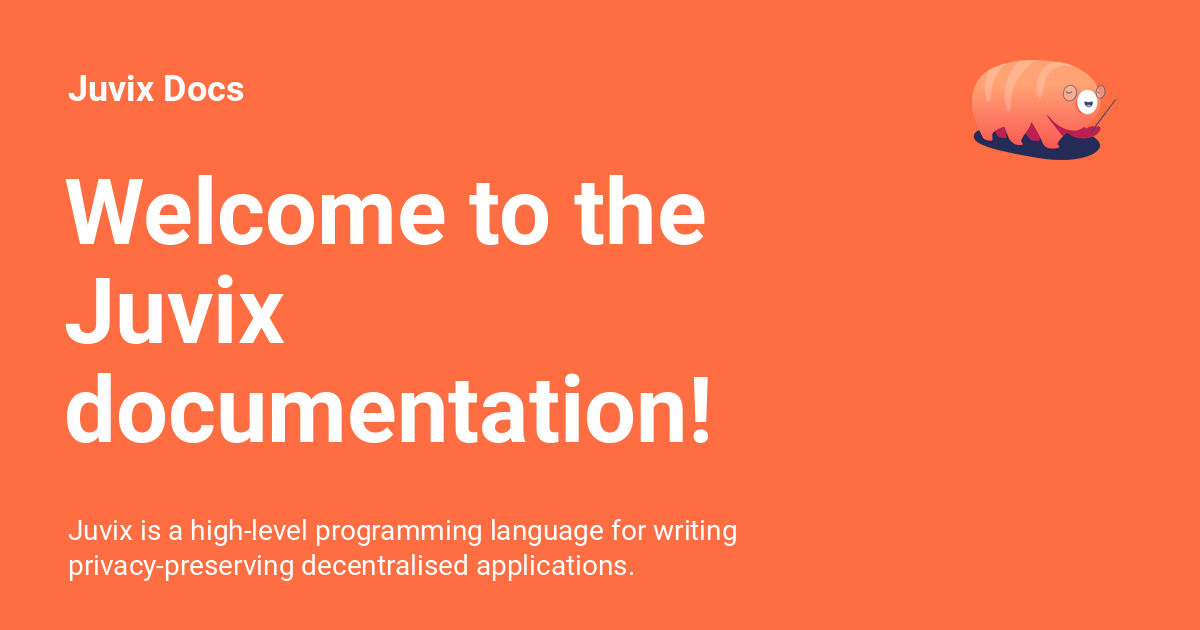 Juvix Docs
Welcome to the
Juvix
documentation!
Juvix is a high-level programming language for writing
privacy-preserving decentralised applications.